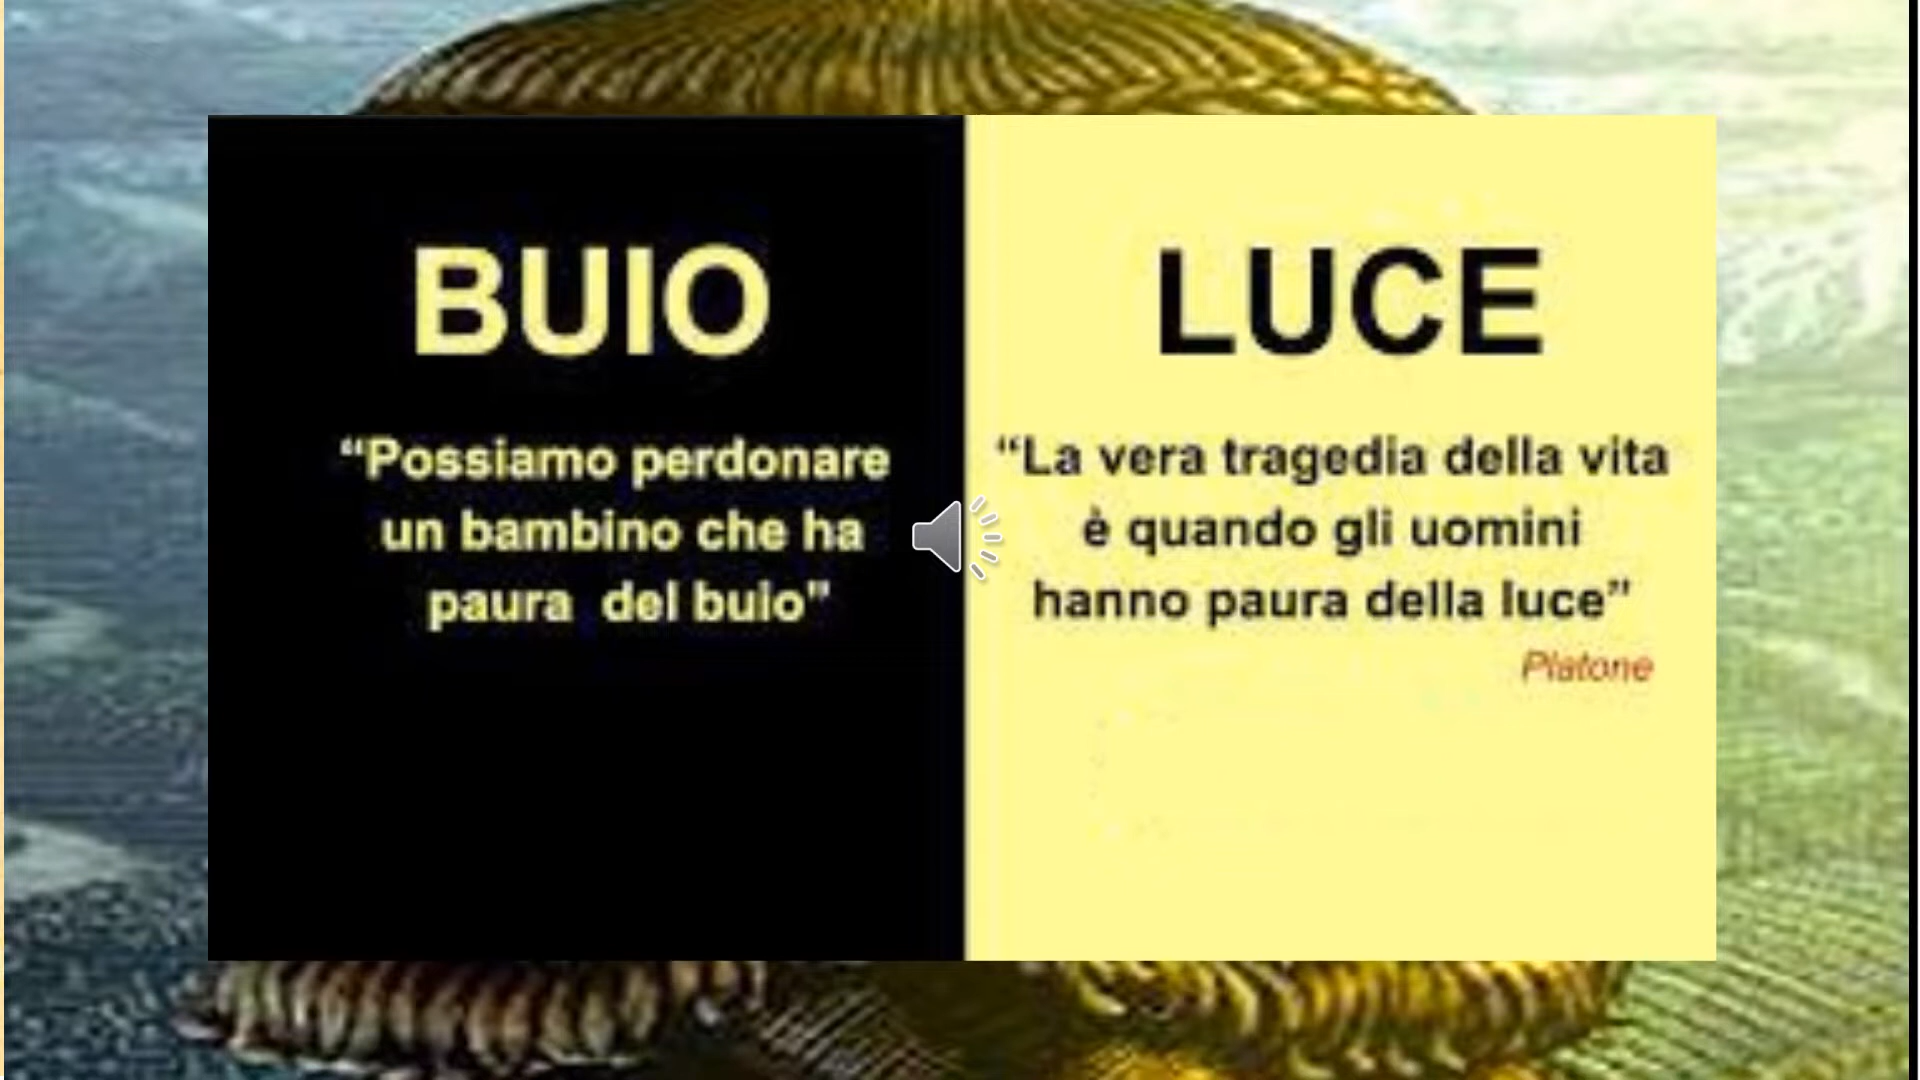 BUIO
“Possiamo perdonare
un bambino che ha
paura del buio”
LUCE
“La vera tragedia della vita
è quando gli uomini
hanno paura della luce”
Platone